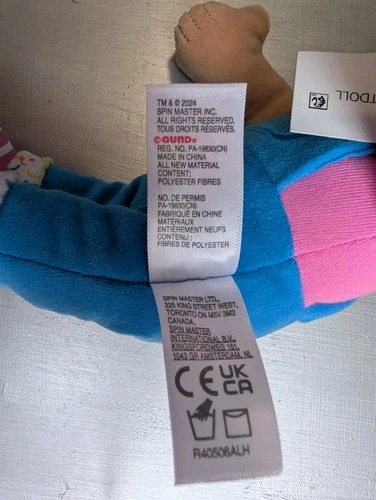 TM & © 2024
SPIN MASTER INC.
ALL RIGHTS RESERVED.
TOUS DROITS RÉSERVÉS.
©GUND®
REG. NO. PA-19830(CN)
MADE IN CHINA
ALL NEW MATERIAL
CONTENT:
POLYESTER FIBRES
NO. DE PERMIS
PA-19830(CN)
FABRIQUÉ EN CHINE
MATÉRIAUX
ENTIÈREMENT NEUFS
CONTENU :
FIBRES DE POLYESTER
SPIN MASTER LTD.,
225 KING STREET WEST,
TORONTO ON M5V 3M2
CANADA.
SPIN MASTER
INTERNATIONAL B.V.,
KINGSFORDWEG 151,
1043 GR AMSTERDAM, NL
CE UK
CA
R40506ALH
TDOLL